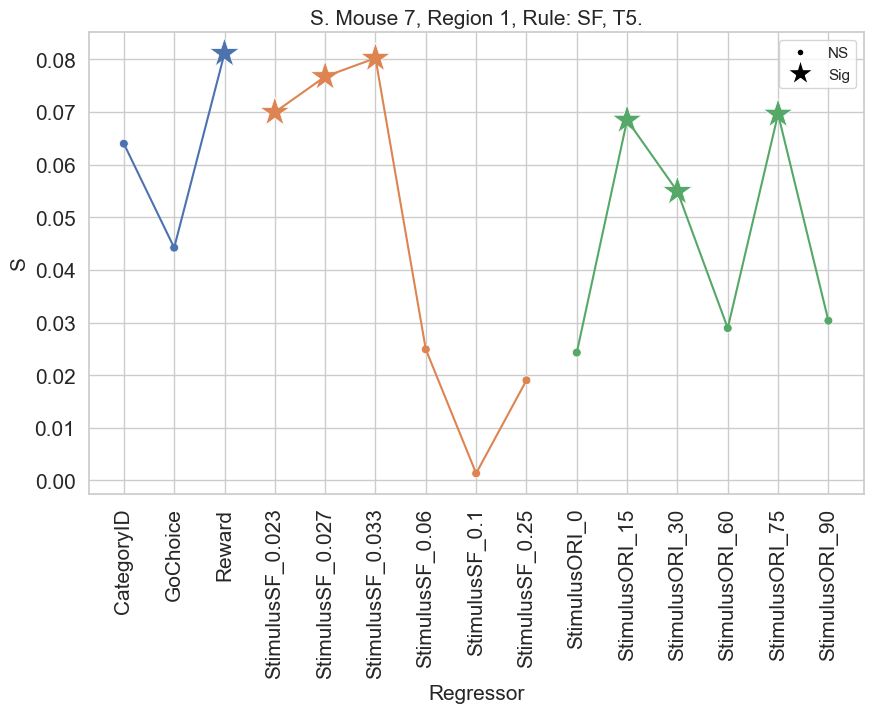 S. Mouse 7, Region 1, Rule: SF, T5.
NS
Sig
0.08
0.07
0.06
0.05
0.04
0.03
0.02
0.01
0.00
S
CategoryID
GoChoice
Reward
StimulusSF_0.023
StimulusSF_0.027
StimulusSF_0.033
StimulusSF_0.06
StimulusSF_0.1
StimulusSF_0.25
StimulusORI_0
StimulusORI_15
StimulusORI_30
StimulusORI_60
StimulusORI_75
StimulusORI_90
Regressor